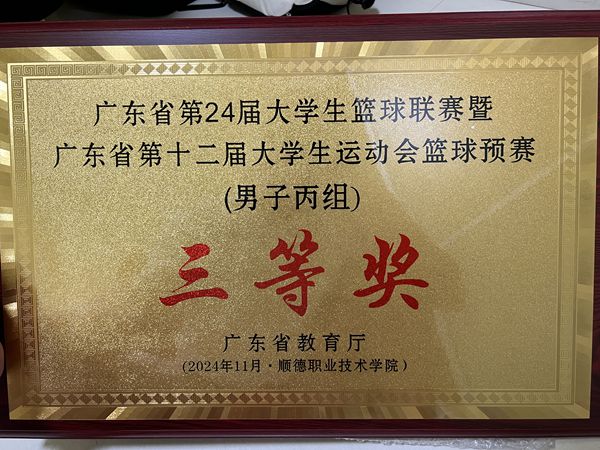 广东省第24届大学生篮球联赛暨
广东省第十二届大学生运动会篮球预赛
(男子丙组)
三等奖
广东省教育厅
(2024年11月·顺德职业技术学院)